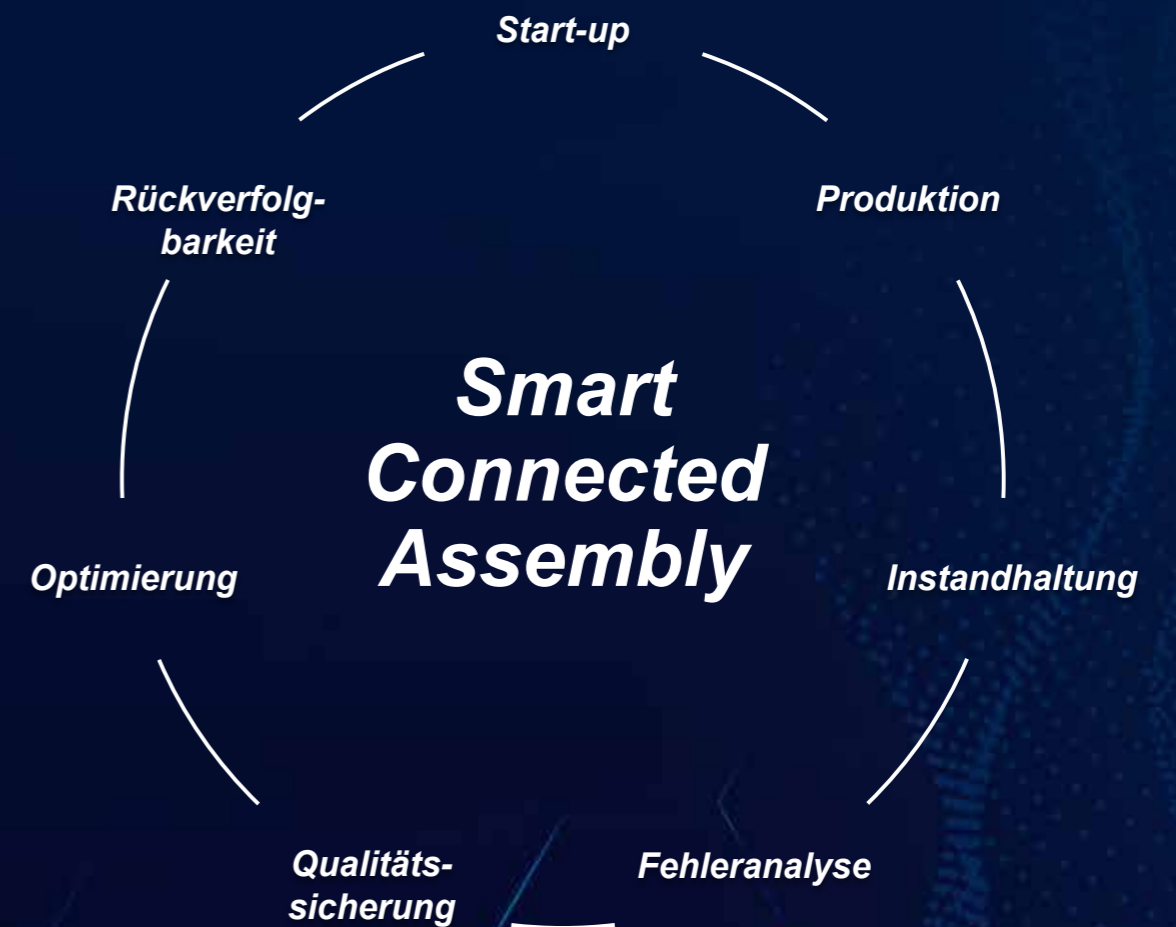 Start-up
Produktion
Instandhaltung
Fehleranalyse
Qualitäts-
sicherung
Optimierung
Rückverfolg-
barkeit
Smart
Connected
Assembly